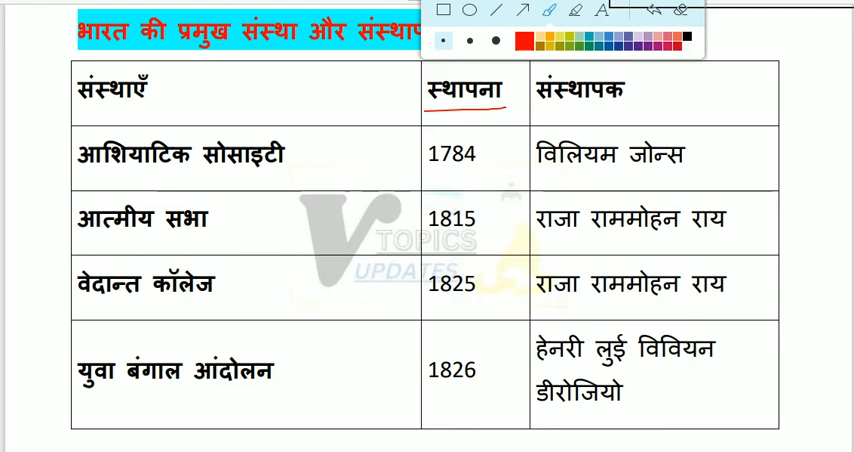 भारत की प्रमुख संस्था और
संस्थाएँ स्थापना संस्थापक
आशियाटिक सोसाइटी 1784 विलियम जोन्स
आत्मीय सभा 1815 राजा राममोहन राय
V TOPICS
UPDATES
वेदान्त कॉलेज 1825 राजा राममोहन राय
युवा बंगाल आंदोलन 1826 हेनरी लुई विवियन
डीरोजियो